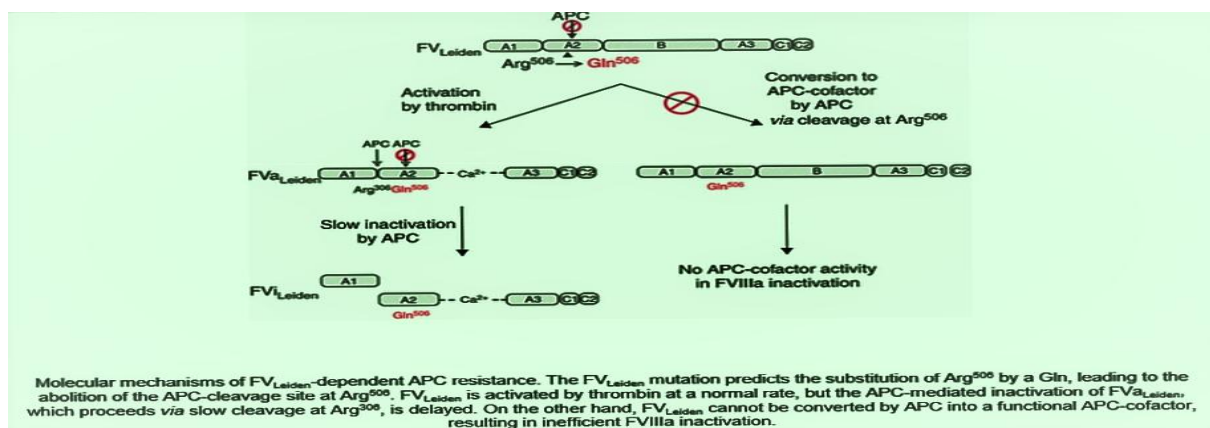 APC
FV Leiden A1 A2 B A3 C1 C2
Arg506 → Gln506
Activation by thrombin
Conversion to APC-cofactor by APC via cleavage at Arg506
APC APC
FVa Leiden A1 A2 -- Ca2+ -- A3 C1 C2
Arg306 Gln506
A1 A2 B A3 C1 C2
Gln506
Slow inactivation
by APC
No APC-cofactor activity
in FVIIIa inactivation
FVi Leiden A1
A2 -- Ca2+ -- A3 C1 C2
Gln506
Molecular mechanisms of FVLeiden-dependent APC resistance. The FVLeiden mutation predicts the substitution of Arg506 by a Gln, leading to the
abolition of the APC-cleavage site at Arg506. FVLeiden is activated by thrombin at a normal rate, but the APC-mediated inactivation of FVaLeiden,
which proceeds via slow cleavage at Arg306, is delayed. On the other hand, FVLeiden cannot be converted by APC into a functional APC-cofactor,
resulting in inefficient FVIIIa inactivation.